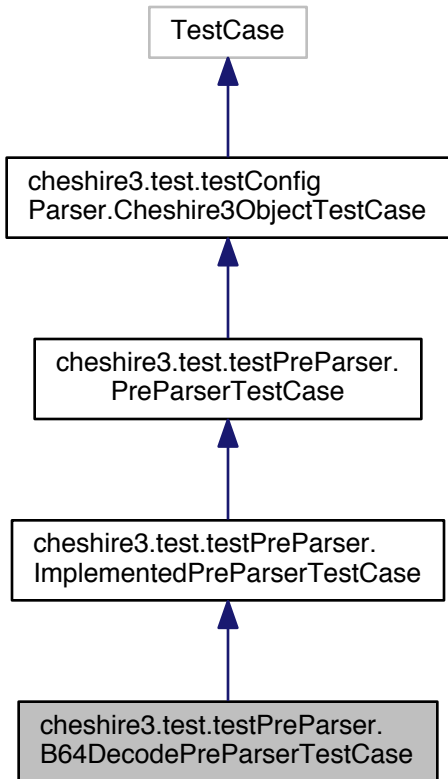 TestCase
cheshire3.test.testConfig
Parser.Cheshire3ObjectTestCase
cheshire3.test.testPreParser.
PreParserTestCase
cheshire3.test.testPreParser.
ImplementedPreParserTestCase
cheshire3.test.testPreParser.
B64DecodePreParserTestCase